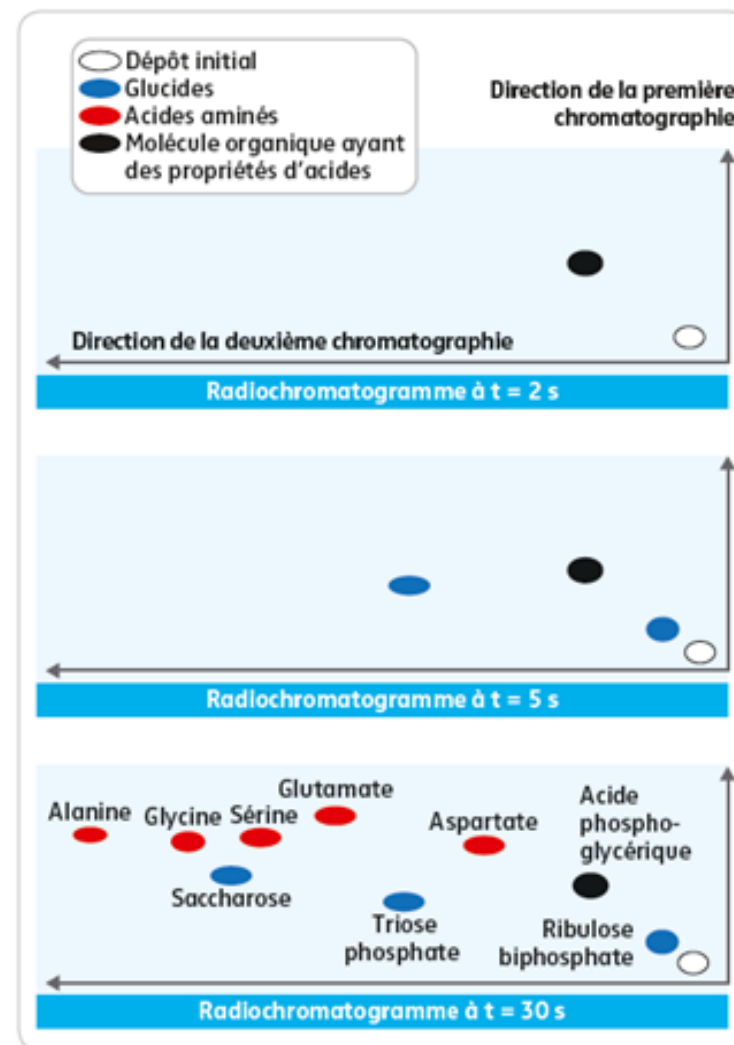 Dépôt initial
Glucides
Acides aminés
Molécule organique ayant
des propriétés d'acides
Direction de la première
chromatographie
Direction de la deuxième chromatographie
Radiochromatogramme à t = 2 s
Radiochromatogramme à t = 5 s
Alanine
Glycine
Sérine
Glutamate
Aspartate
Acide
phospho-
glycérique
Saccharose
Triose
phosphate
Ribulose
biphosphate
Radiochromatogramme à t = 30 s